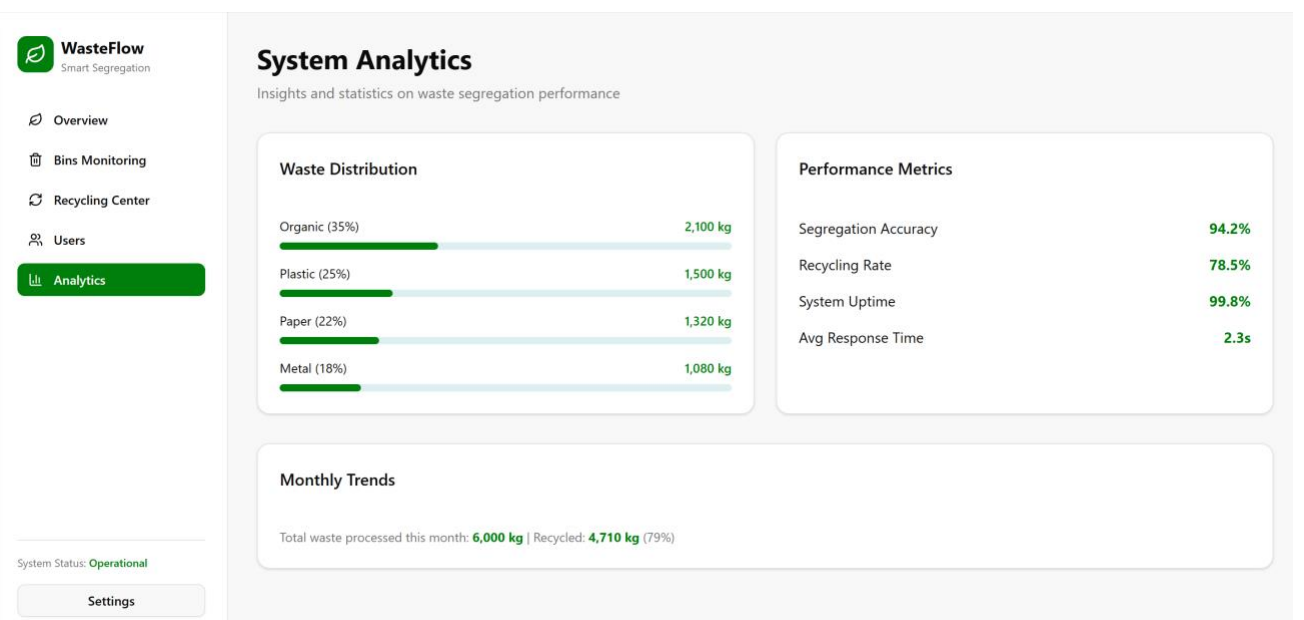 WasteFlow
Smart Segregation
Overview
Bins Monitoring
Recycling Center
Users
Analytics
System Status: Operational
Settings
System Analytics
Insights and statistics on waste segregation performance
Waste Distribution
Organic (35%) 2,100 kg
Plastic (25%) 1,500 kg
Paper (22%) 1,320 kg
Metal (18%) 1,080 kg
Performance Metrics
Segregation Accuracy 94.2%
Recycling Rate 78.5%
System Uptime 99.8%
Avg Response Time 2.3s
Monthly Trends
Total waste processed this month: 6,000 kg | Recycled: 4,710 kg (79%)